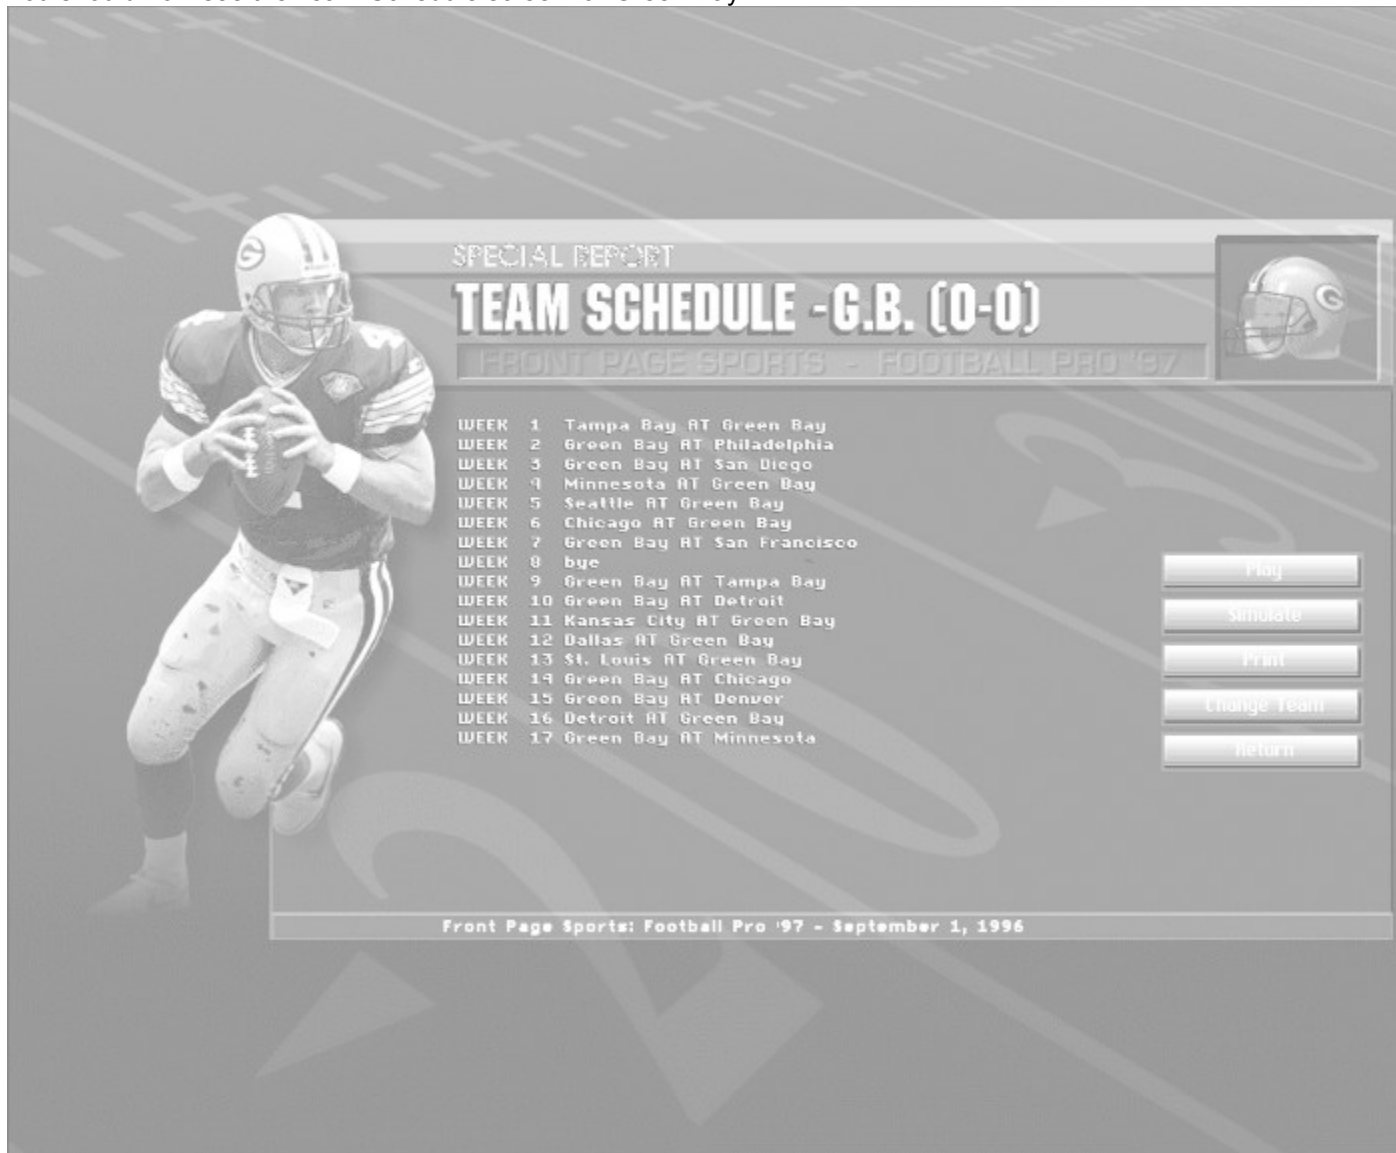 SPECIAL REPORT
TEAM SCHEDULE -G.B. (0-0)
FRONT PAGE SPORTS - FOOTBALL PRO '97
WEEK 1 Tampa Bay AT Green Bay
WEEK 2 Green Bay AT Philadelphia
WEEK 3 Green Bay AT San Diego
WEEK 4 Minnesota AT Green Bay
WEEK 5 Seattle AT Green Bay
WEEK 6 Chicago AT Green Bay
WEEK 7 Green Bay AT San Francisco
WEEK 8 bye
WEEK 9 Green Bay AT Tampa Bay
WEEK 10 Green Bay AT Detroit
WEEK 11 Kansas City AT Green Bay
WEEK 12 Dallas AT Green Bay
WEEK 13 St. Louis AT Green Bay
WEEK 14 Green Bay AT Chicago
WEEK 15 Green Bay AT Denver
WEEK 16 Detroit AT Green Bay
WEEK 17 Green Bay AT Minnesota
Play
Simulate
Print
Change Team
Return
Front Page Sports: Football Pro '97 - September 1, 1996
G
G
4
20
30